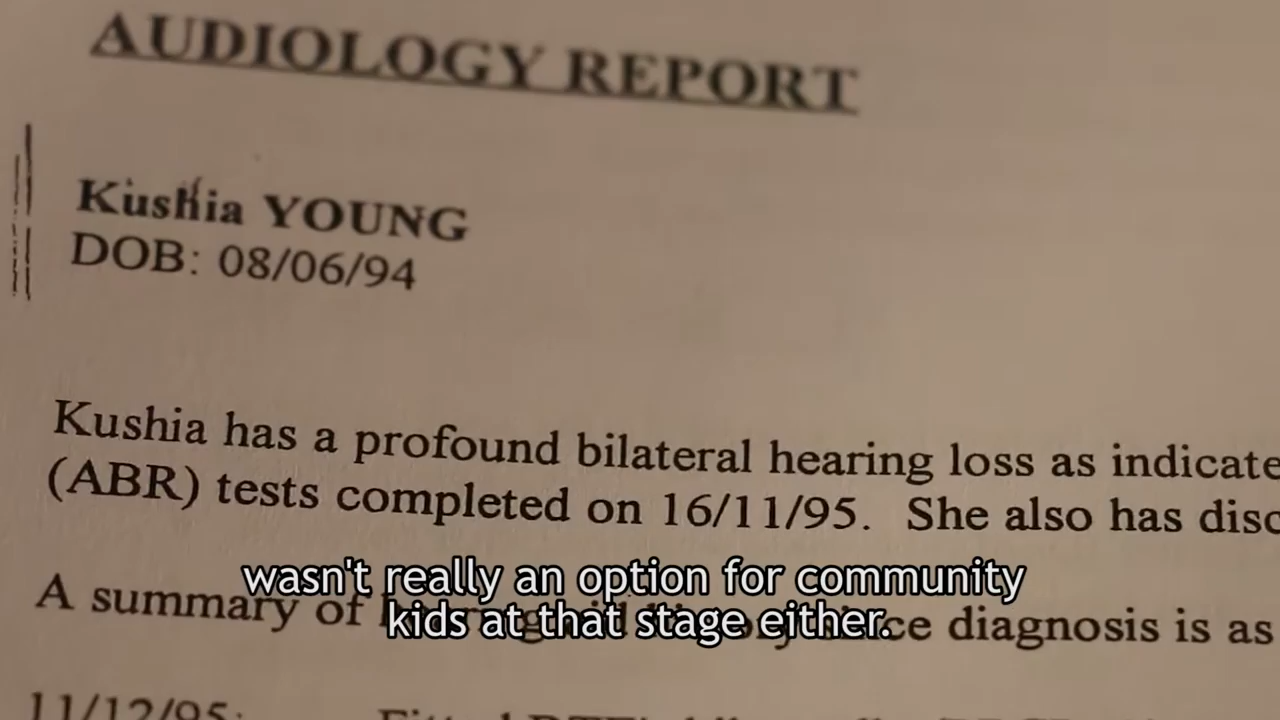 AUDIOLOGY REPORT
Kushia YOUNG
DOB: 08/06/94
Kushia has a profound bilateral hearing loss as indicate
(ABR) tests completed on 16/11/95. She also has disc
wasn't really an option for community
A summary of diagnosis is as
kids at that stage either.
11/12/95: